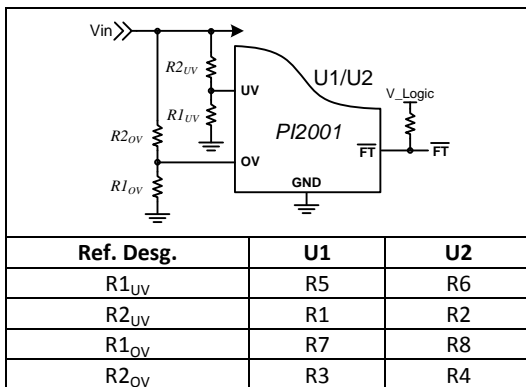 Vin
R2UV
UV
U1/U2
V_Logic
R1UV
PI2001
R2OV
FT FT
OV
R1OV
GND
Ref. Desg. U1 U2
R1UV R5 R6
R2UV R1 R2
R1OV R7 R8
R2OV R3 R4